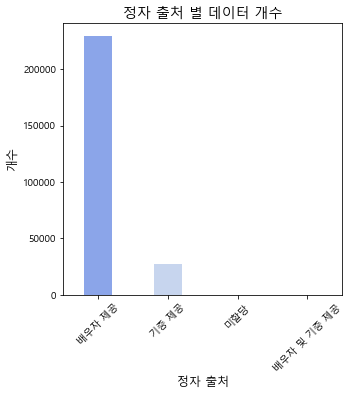 정자 출처 별 데이터 개수
개수
200000
150000
100000
50000
0
배우자 제공
기증 제공
미할당
배우자 및 기증 제공
정자 출처